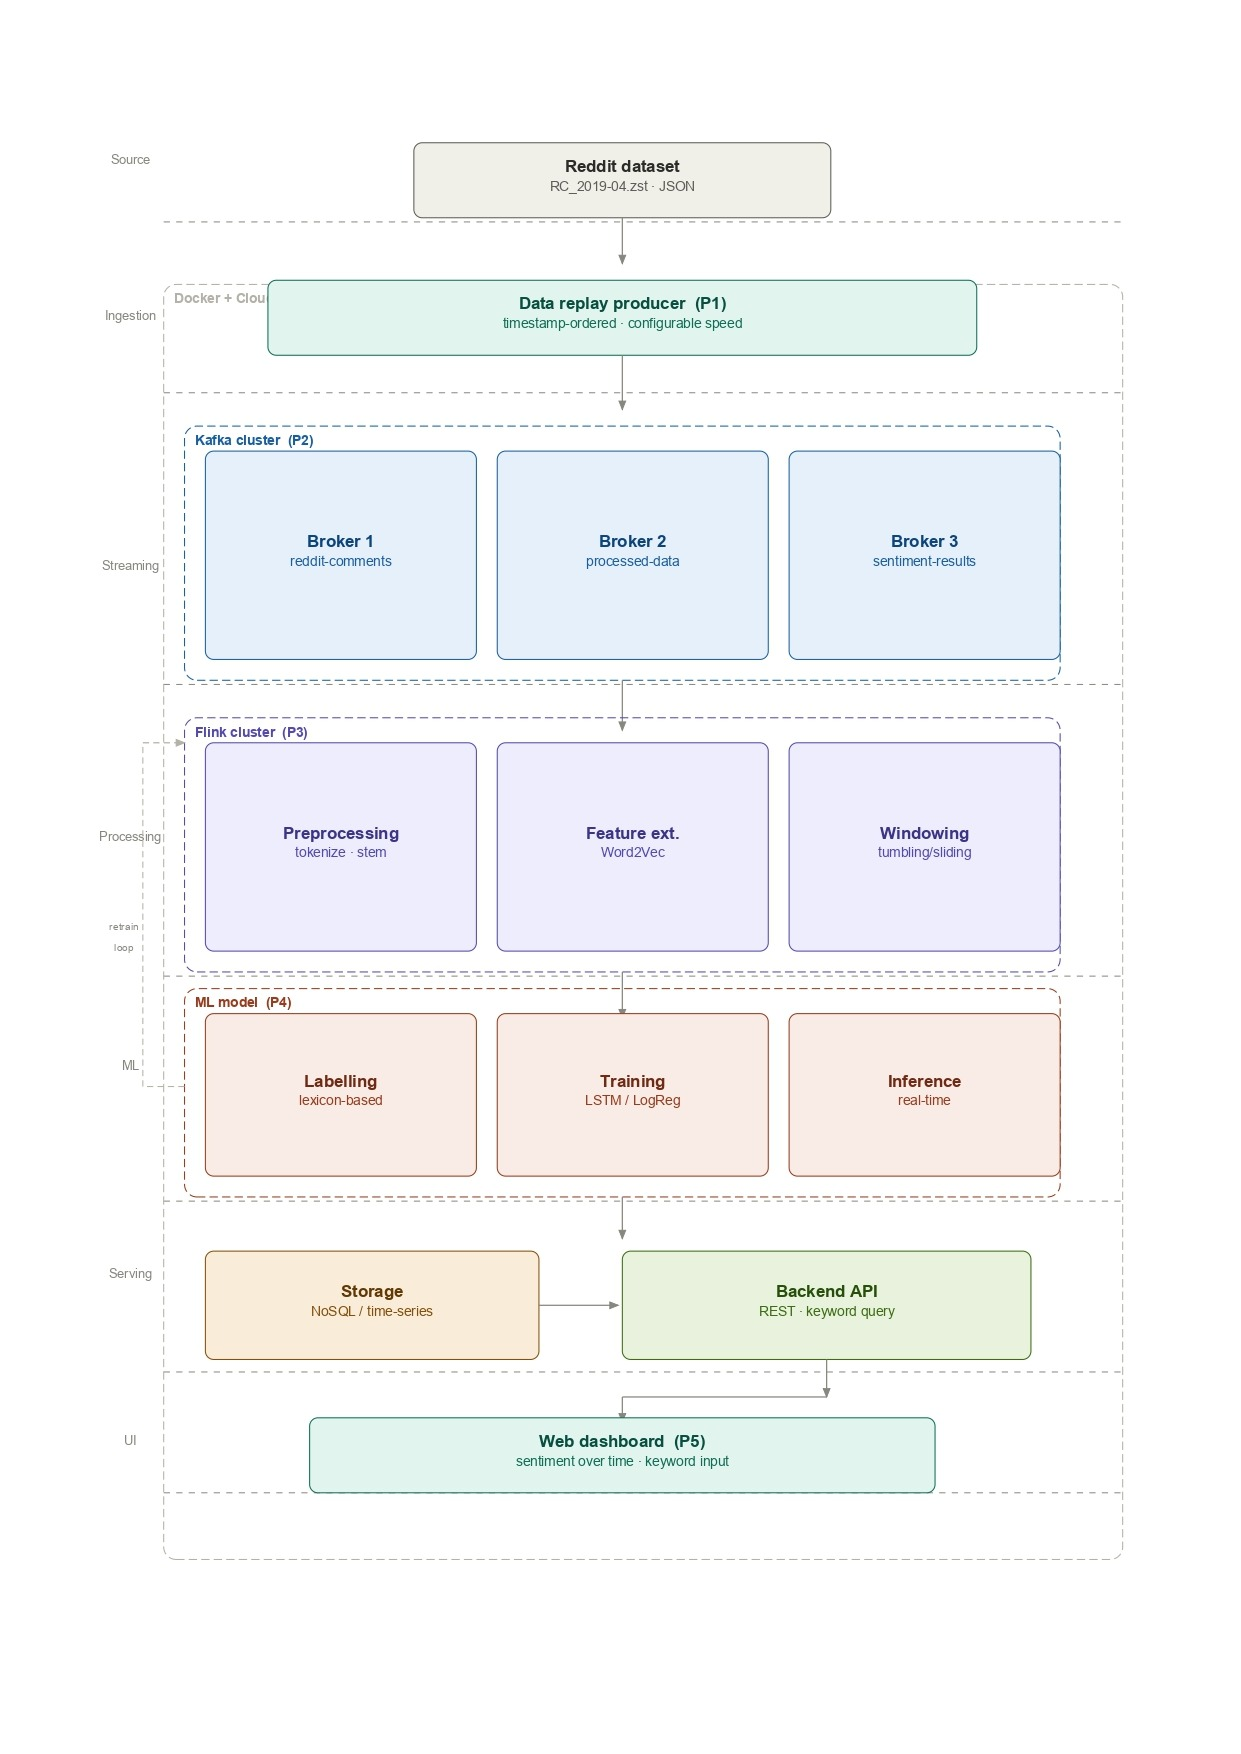 Source
Reddit dataset
RC_2019-04.zst · JSON
Docker + Clou
Ingestion
Data replay producer (P1)
timestamp-ordered · configurable speed
Kafka cluster (P2)
Streaming
Broker 1
reddit-comments
Broker 2
processed-data
Broker 3
sentiment-results
Flink cluster (P3)
Processing
Preprocessing
tokenize · stem
Feature ext.
Word2Vec
Windowing
tumbling/sliding
retrain
loop
ML model (P4)
ML
Labelling
lexicon-based
Training
LSTM / LogReg
Inference
real-time
Serving
Storage
NoSQL / time-series
Backend API
REST · keyword query
UI
Web dashboard (P5)
sentiment over time · keyword input